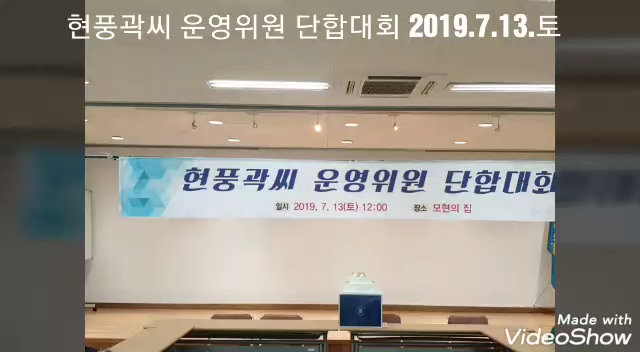 현풍곽씨 운영위원 단합대회 2019.7.13.토
현풍곽씨 운영위원 단합대회
일시 2019. 7. 13(토) 12:00 장소 모현의 집
Made with
VideoShow